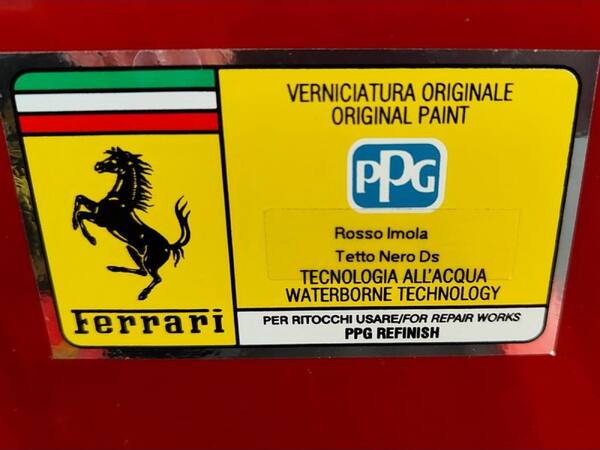 VERNICIATURA ORIGINALE
ORIGINAL PAINT
PPG
Rosso Imola
Tetto Nero Ds
TECNOLOGIA ALL'ACQUA
WATERBORNE TECHNOLOGY
Ferrari
PER RITOCCHI USARE/FOR REPAIR WORKS
PPG REFINISH